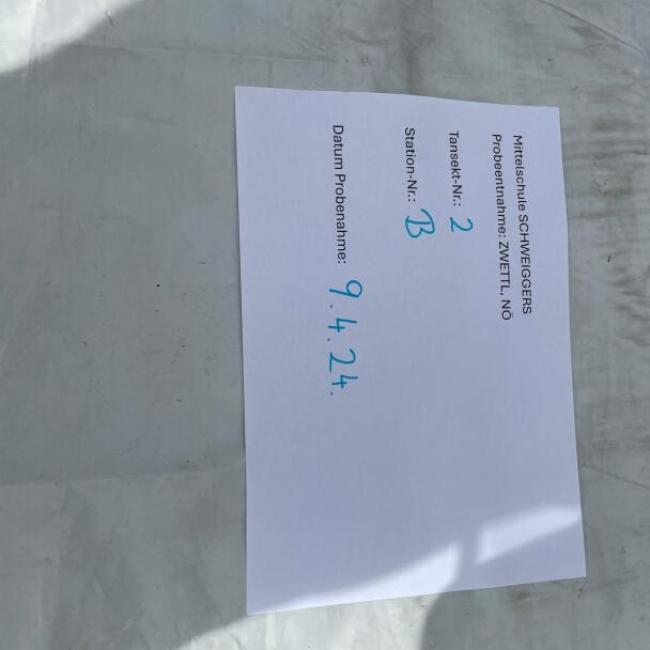 Mittelschule SCHWEIGGERS
Probeentnahme: ZWETTL, NÖ
Tansekt-Nr.: 2
Station-Nr.: B
Datum Probenahme: 9.4.24.